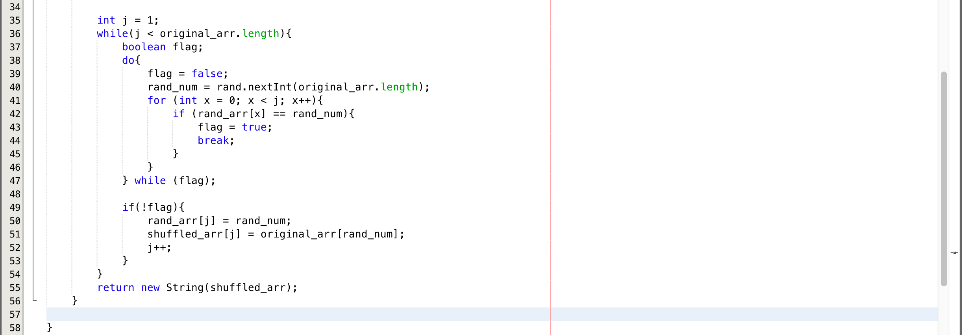 34
35 int j = 1;
36 while(j < original_arr.length){
37 boolean flag;
38 do{
39 flag = false;
40 rand_num = rand.nextInt(original_arr.length);
41 for (int x = 0; x < j; x++){
42 if (rand_arr[x] == rand_num){
43 flag = true;
44 break;
45 }
46 }
47 } while (flag);
48
49 if(!flag){
50 rand_arr[j] = rand_num;
51 shuffled_arr[j] = original_arr[rand_num];
52 j++;
53 }
54 }
55 return new String(shuffled_arr);
56 }
57
58 }